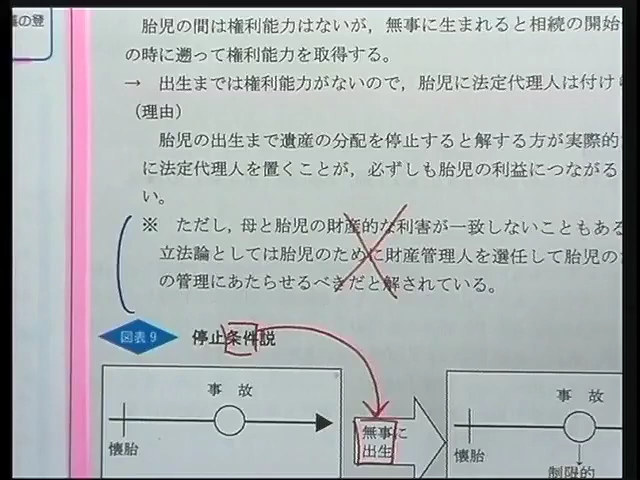 義の登
胎児の間は権利能力はないが，無事に生まれると相続の開始
の時に遡って権利能力を取得する。
→ 出生までは権利能力がないので，胎児に法定代理人は付け
（理由）
胎児の出生まで遺産の分配を停止すると解する方が実際的
に法定代理人を置くことが，必ずしも胎児の利益につながる
い。
※ ただし，母と胎児の財産的な利害が一致しないこともある
立法論としては胎児のために財産管理人を選任して胎児の
の管理にあたらせるべきだと解されている。
図表9 停止条件説
事 故
懐胎
無事に
出生
事 故
懐胎
制限的